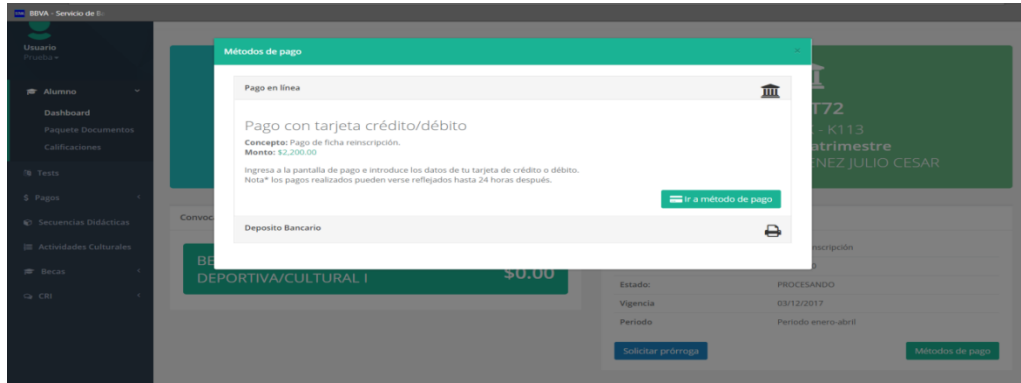 BBVA - Servicio de
Usuario
Prueba
Alumno
Dashboard
Paquete Documentos
Calificaciones
Tests
$ Pagos
Secuencias Didácticas
Actividades Culturales
Becas
CRI
Métodos de pago
×
Pago en línea
Pago con tarjeta crédito/débito
Concepto: Pago de ficha reinscripción.
Monto: $2,200.00
Ingresa a la pantalla de pago e introduce los datos de tu tarjeta de crédito o débito.
Nota* los pagos realizados pueden verse reflejados hasta 24 horas después.
Ir a método de pago
Deposito Bancario
T72
- K113
atrimestre
NEZ JULIO CESAR
Convoc
BE
DEPORTIVA/CULTURAL I
$0.00
nscripción
0
Estado: PROCESANDO
Vigencia 03/12/2017
Periodo Periodo enero-abril
Solicitar prórroga
Métodos de pago